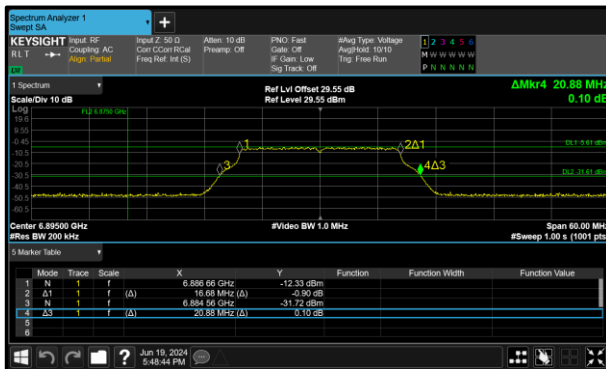 Spectrum Analyzer 1
Swept SA
KEYSIGHT Input: RF Input Z: 50 Ω Atten: 10 dB PNO: Fast #Avg Type: Voltage 1 2 3 4 5 6
RLT Coupling: AC Corr CCorr RCal Preamp: Off Gate: Off Avg|Hold: 10/10 M W W W W W
Align: Partial Freq Ref: Int (S) IF Gain: Low Trig: Free Run P N N N N N
Sig Track: Off
1 Spectrum Ref Lvl Offset 29.55 dB ΔMkr4 20.88 MHz
Scale/Div 10 dB Ref Level 29.55 dBm 0.10 dB
Log
19.6
9.55
-0.45
-10.5
-20.5
-30.5
-40.5
-50.5
-60.5
1
2Δ1
3
4Δ3
DL2 -31.61 dBm
Center 6.89500 GHz #Video BW 1.0 MHz Span 60.00 MHz
#Res BW 200 kHz #Sweep 1.00 s (1001 pts)
5 Marker Table
Mode Trace Scale X Y Function Function Width Function Value
1 N 1 f 6.886 66 GHz -12.33 dBm
2 Δ1 1 f (Δ) 16.68 MHz (Δ) -0.90 dB
3 N 1 f 6.884 56 GHz -31.72 dBm
4 Δ3 1 f (Δ) 20.88 MHz (Δ) 0.10 dB
5
6
? Jun 19, 2024
5:48:44 PM